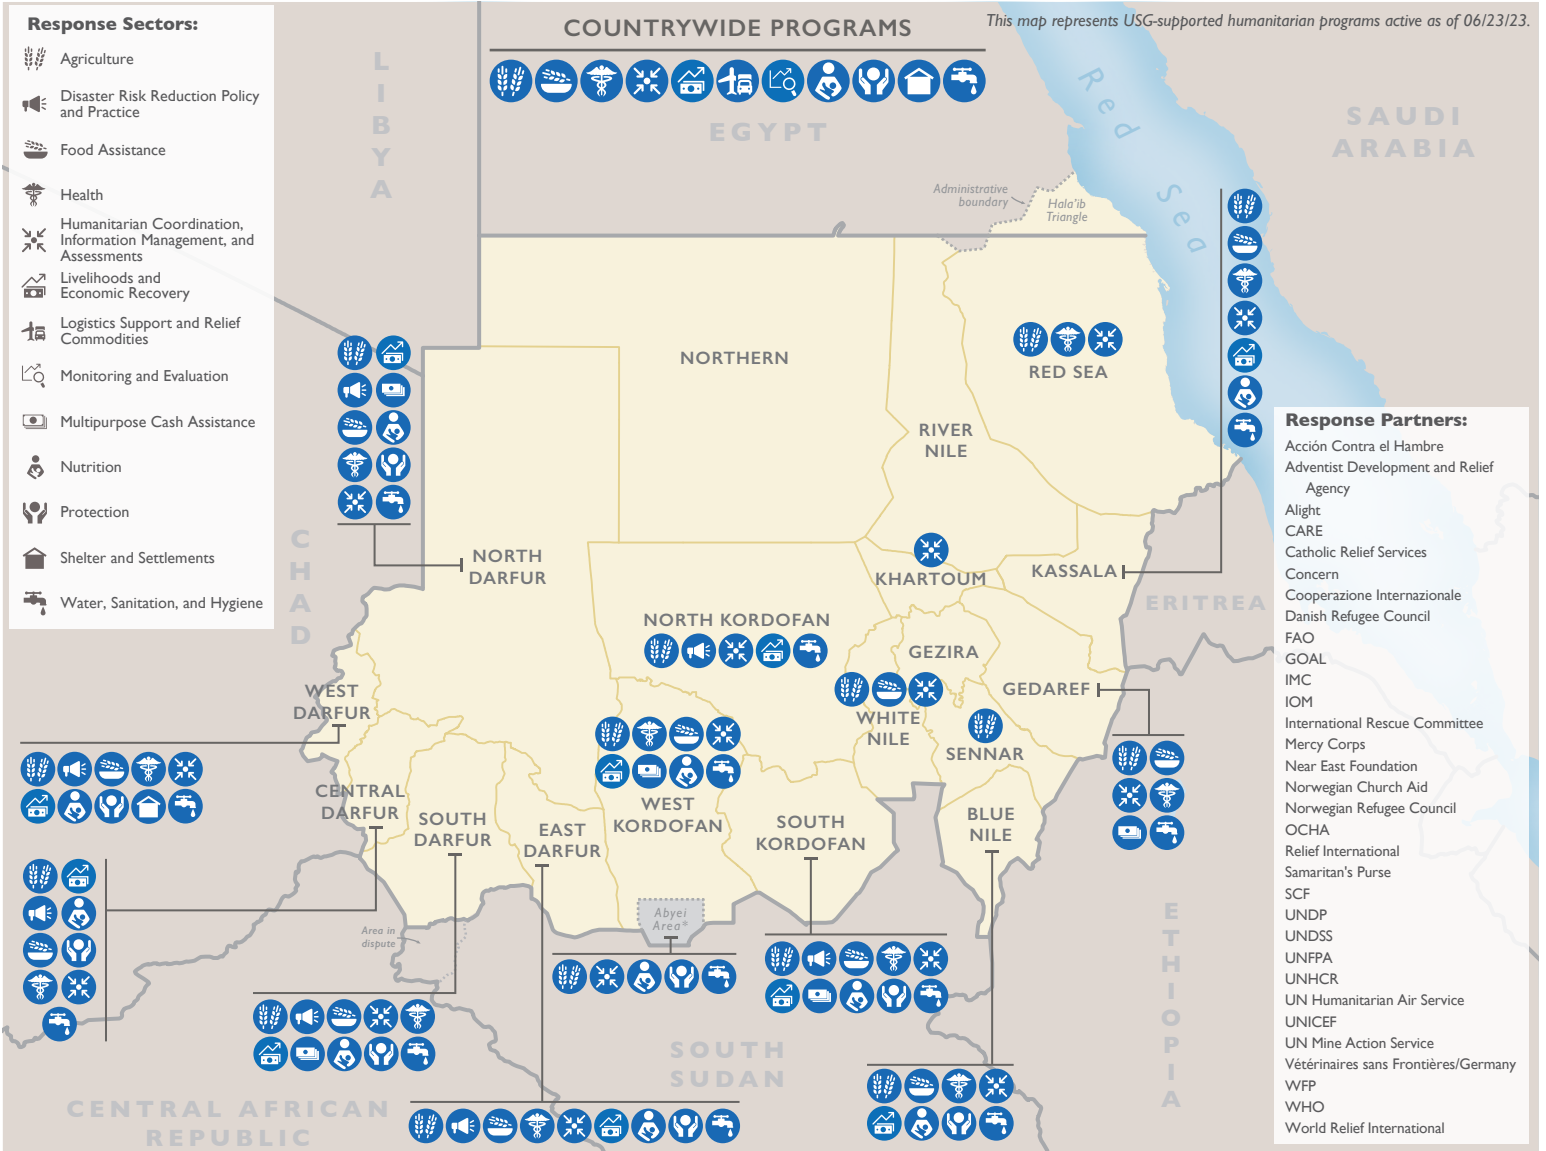 Response Sectors:
Agriculture
Disaster Risk Reduction Policy
and Practice
Food Assistance
Health
Humanitarian Coordination,
Information Management, and
Assessments
Livelihoods and
Economic Recovery
Logistics Support and Relief
Commodities
Monitoring and Evaluation
Multipurpose Cash Assistance
Nutrition
Protection
Shelter and Settlements
Water, Sanitation, and Hygiene
COUNTRYWIDE PROGRAMS
This map represents USG-supported humanitarian programs active as of 06/23/23.
LIBYA
EGYPT
Red Sea
SAUDI
ARABIA
Administrative
boundary
Hala'ib
Triangle
NORTHERN
RED SEA
RIVER
NILE
CHAD
NORTH
DARFUR
KHARTOUM
KASSALA
ERITREA
NORTH KORDOFAN
GEZIRA
WEST
DARFUR
GEDAREF
WHITE
NILE
SENNAR
CENTRAL
DARFUR
SOUTH
DARFUR
EAST
DARFUR
WEST
KORDOFAN
SOUTH
KORDOFAN
BLUE
NILE
Abyei
Area*
Area in
dispute
ETHIOPIA
SOUTH
SUDAN
CENTRAL AFRICAN
REPUBLIC
Response Partners:
Acción Contra el Hambre
Adventist Development and Relief
Agency
Alight
CARE
Catholic Relief Services
Concern
Cooperazione Internazionale
Danish Refugee Council
FAO
GOAL
IMC
IOM
International Rescue Committee
Mercy Corps
Near East Foundation
Norwegian Church Aid
Norwegian Refugee Council
OCHA
Relief International
Samaritan's Purse
SCF
UNDP
UNDSS
UNFPA
UNHCR
UN Humanitarian Air Service
UNICEF
UN Mine Action Service
Vétérinaires sans Frontières/Germany
WFP
WHO
World Relief International